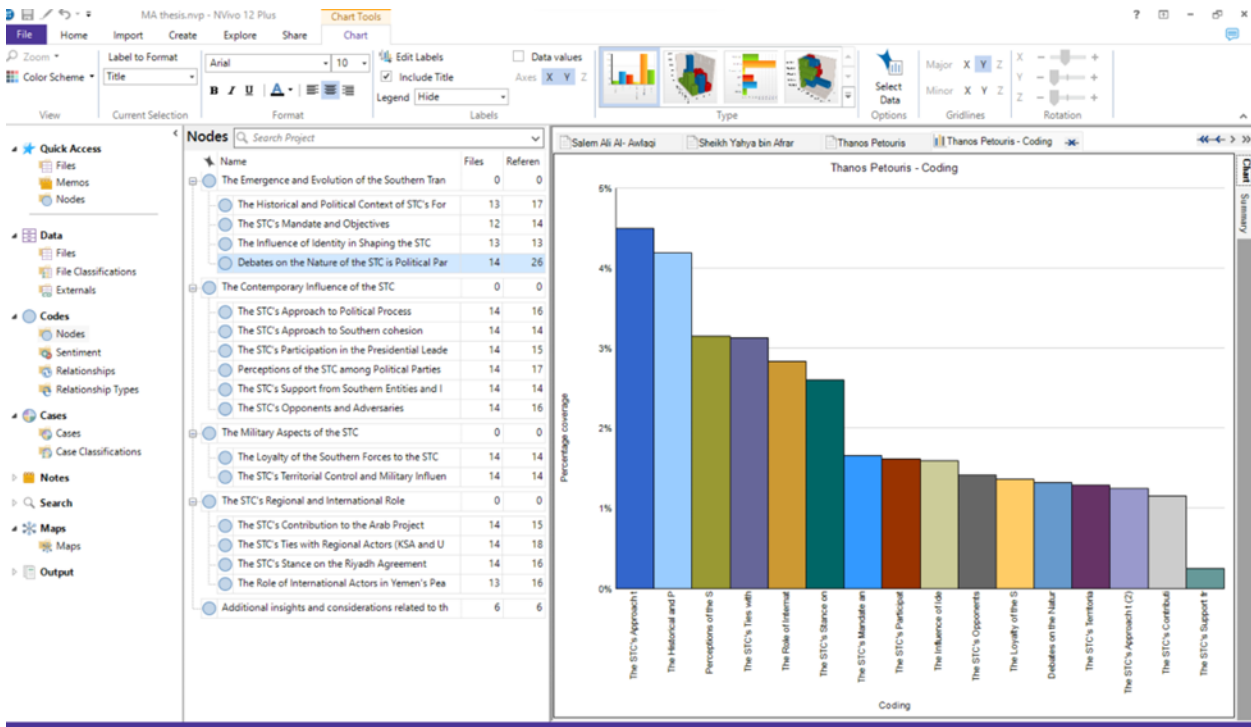 MA thesis.nvp - NVivo 12 Plus
Chart Tools
File Home Import Create Explore Share Chart
Zoom
Color Scheme
View
Label to Format
Title
Current Selection
Arial 10
B I U A
Format
Edit Labels
Include Title
Legend Hide
Data values
Axes X Y Z
Labels
Type
Select
Data
Options
Major X Y Z
Minor X Y Z
Gridlines
X - +
Y - +
Z - +
Rotation
Quick Access
Files
Memos
Nodes
Data
Files
File Classifications
Externals
Codes
Nodes
Sentiment
Relationships
Relationship Types
Cases
Cases
Case Classifications
Notes
Search
Maps
Maps
Output
Nodes Search Project
Name Files Referen
The Emergence and Evolution of the Southern Tran 0 0
The Historical and Political Context of STC's For 13 17
The STC's Mandate and Objectives 12 14
The Influence of Identity in Shaping the STC 13 13
Debates on the Nature of the STC is Political Par 14 26
The Contemporary Influence of the STC 0 0
The STC's Approach to Political Process 14 16
The STC's Approach to Southern cohesion 14 14
The STC's Participation in the Presidential Leade 14 15
Perceptions of the STC among Political Parties 14 17
The STC's Support from Southern Entities and I 14 14
The STC's Opponents and Adversaries 14 16
The Military Aspects of the STC 0 0
The Loyalty of the Southern Forces to the STC 14 14
The STC's Territorial Control and Military Influen 14 14
The STC's Regional and International Role 0 0
The STC's Contribution to the Arab Project 14 15
The STC's Ties with Regional Actors (KSA and U 14 18
The STC's Stance on the Riyadh Agreement 14 16
The Role of International Actors in Yemen's Pea 13 16
Additional insights and considerations related to th 6 6
Salem Ali Al- Awlaqi
Sheikh Yahya bin Afrar
Thanos Petouris
Thanos Petouris - Coding
Chart
Summary
Thanos Petouris - Coding
Percentage coverage
4%
3%
2%
1%
0%
The STC's Approach t
The Historical and P
Perceptions of the S
The STC's Ties with
The Role of Internat
The STC's Stance on
The STC's Mandate an
The STC's Participat
The Influence of Ide
The STC's Opponents
The Loyalty of the S
Debates on the Natur
The STC's Territoria
The STC's Approach t (2)
The STC's Contributi
The STC's Support fr
Coding